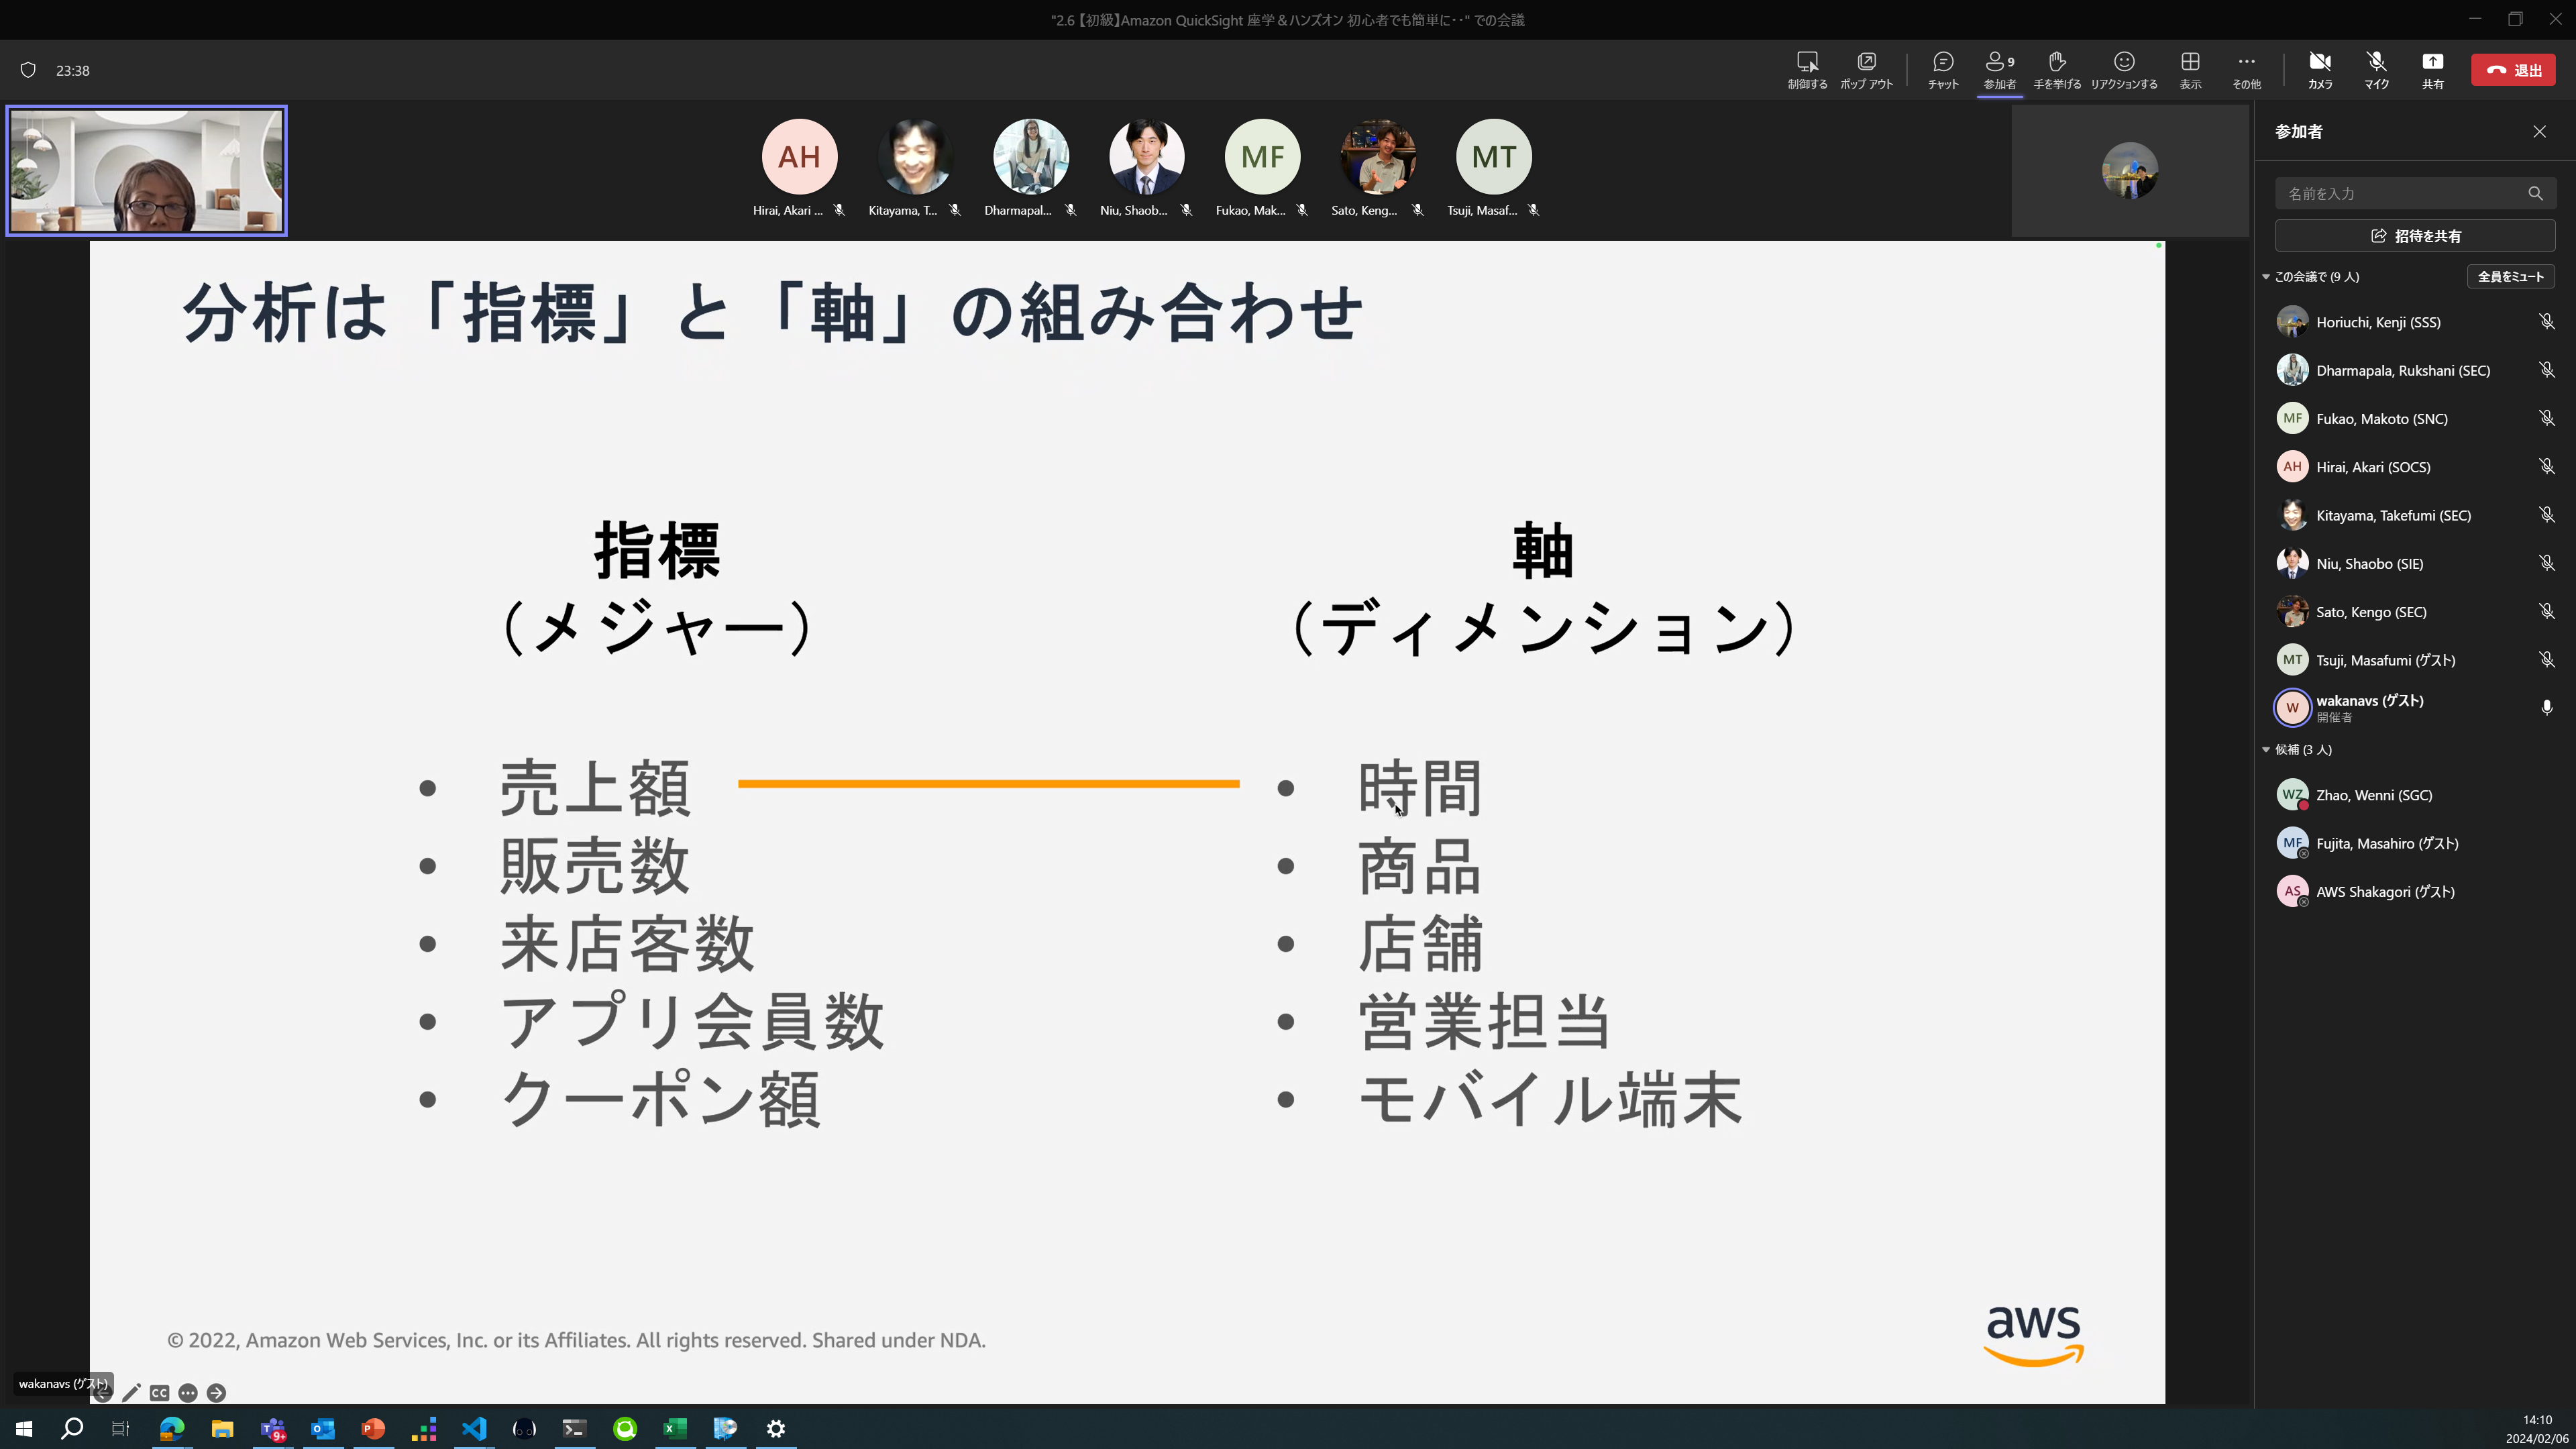 "2.6 【初級】Amazon QuickSight 座学＆ハンズオン 初心者でも簡単に･･" での会議
23:38
制御する
ポップ アウト
チャット
9
参加者
手を挙げる
リアクションする
表示
その他
カメラ
マイク
共有
退出
AH
MF
MT
Hirai, Akari ...
Kitayama, T...
Dharmapal...
Niu, Shaob...
Fukao, Mak...
Sato, Keng...
Tsuji, Masaf...
分析は「指標」と「軸」の組み合わせ
指標
（メジャー）
• 売上額
• 販売数
• 来店客数
• アプリ会員数
• クーポン額
軸
（ディメンション）
• 時間
• 商品
• 店舗
• 営業担当
• モバイル端末
© 2022, Amazon Web Services, Inc. or its Affiliates. All rights reserved. Shared under NDA.
aws
wakanavs (ゲスト)
CC
参加者
名前を入力
招待を共有
この会議で (9 人)
全員をミュート
Horiuchi, Kenji (SSS)
Dharmapala, Rukshani (SEC)
MF
Fukao, Makoto (SNC)
AH
Hirai, Akari (SOCS)
Kitayama, Takefumi (SEC)
Niu, Shaobo (SIE)
Sato, Kengo (SEC)
MT
Tsuji, Masafumi (ゲスト)
W
wakanavs (ゲスト)
開催者
候補 (3 人)
WZ
Zhao, Wenni (SGC)
MF
Fujita, Masahiro (ゲスト)
AS
AWS Shakagori (ゲスト)
9+
14:10
2024/02/06